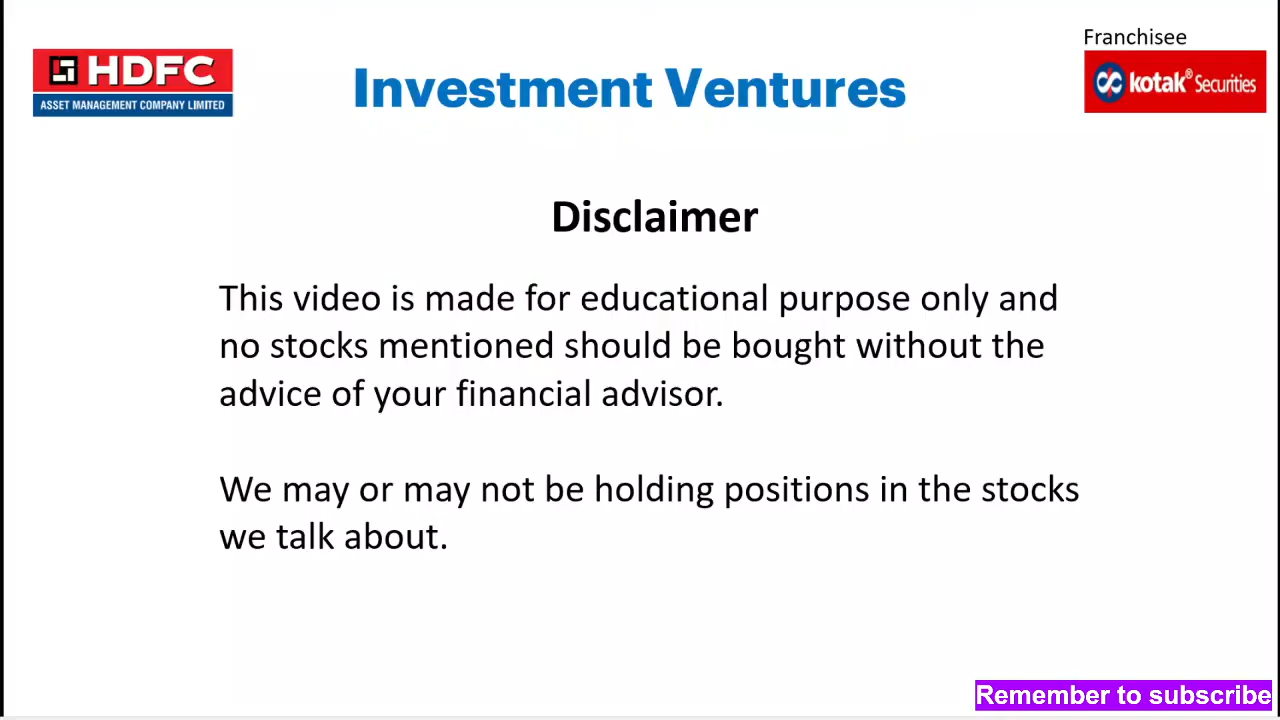 Franchisee
HDFC
ASSET MANAGEMENT COMPANY LIMITED
Investment Ventures
kotak® Securities
Disclaimer
This video is made for educational purpose only and
no stocks mentioned should be bought without the
advice of your financial advisor.
We may or may not be holding positions in the stocks
we talk about.
Remember to subscribe